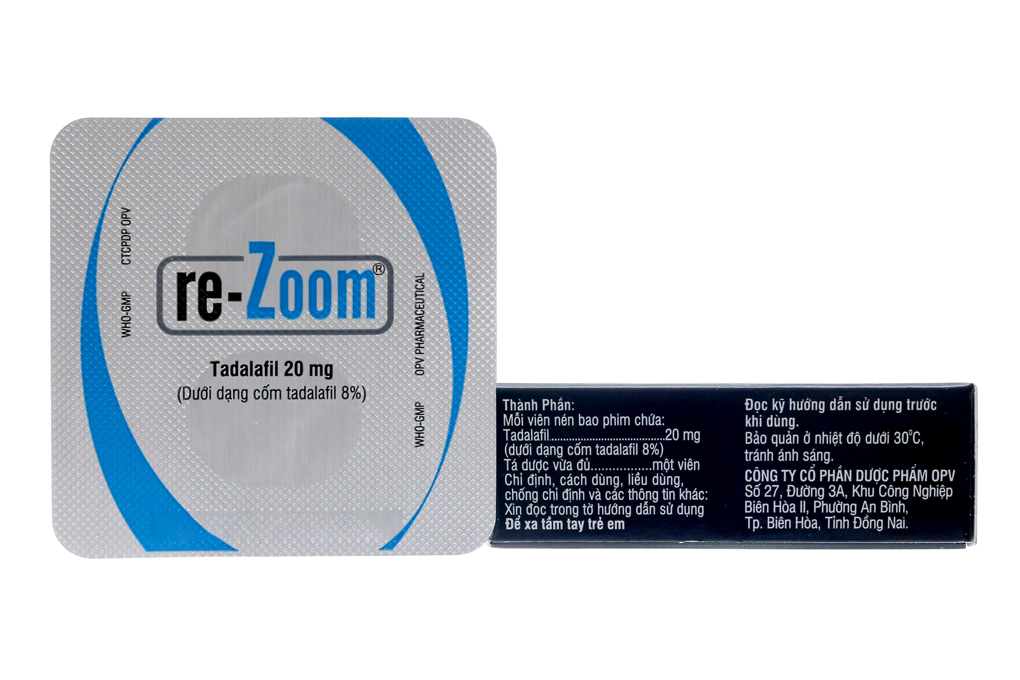 CTCPDP OPV
WHO-GMP
re-Zoom®
Tadalafil 20 mg
(Dưới dạng cốm tadalafil 8%)
OPV PHARMACEUTICAL
WHO-GMP
Thành Phần:
Mỗi viên nén bao phim chứa:
Tadalafil.......................................20 mg
(dưới dạng cốm tadalafil 8%)
Tá dược vừa đủ.................một viên
Chỉ định, cách dùng, liều dùng,
chống chỉ định và các thông tin khác:
Xin đọc trong tờ hướng dẫn sử dụng
Để xa tầm tay trẻ em
Đọc kỹ hướng dẫn sử dụng trước
khi dùng.
Bảo quản ở nhiệt độ dưới 30⁰C,
tránh ánh sáng.
CÔNG TY CỔ PHẦN DƯỢC PHẨM OPV
Số 27, Đường 3A, Khu Công Nghiệp
Biên Hòa II, Phường An Bình,
Tp. Biên Hòa, Tỉnh Đồng Nai.